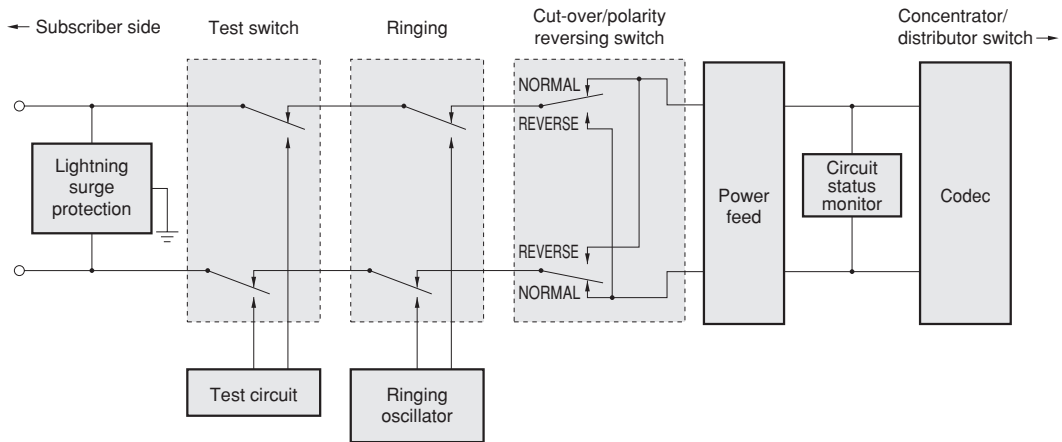 ← Subscriber side
Test switch
Ringing
Cut-over/polarity
reversing switch
Concentrator/
distributor switch →
NORMAL
REVERSE
Lightning
surge
protection
Power
feed
Circuit
status
monitor
Codec
REVERSE
NORMAL
Test circuit
Ringing
oscillator